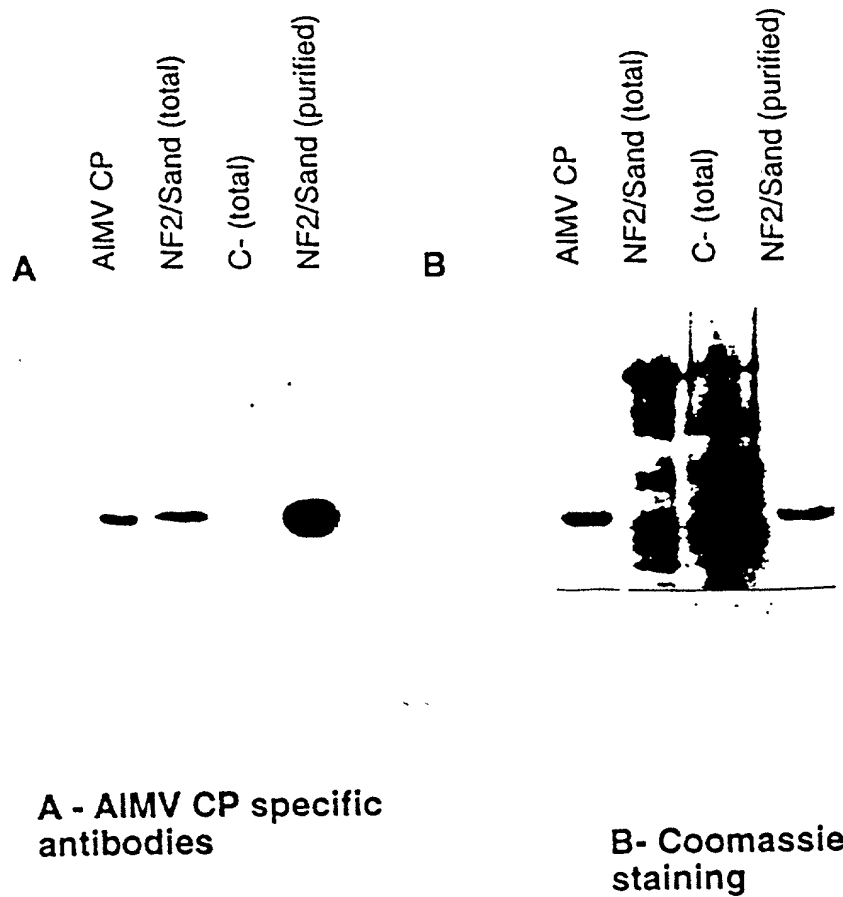 A
AlMV CP
NF2/Sand (total)
C- (total)
NF2/Sand (purified)
B
AlMV CP
NF2/Sand (total)
C- (total)
NF2/Sand (purified)
A - AlMV CP specific
antibodies
B- Coomassie
staining